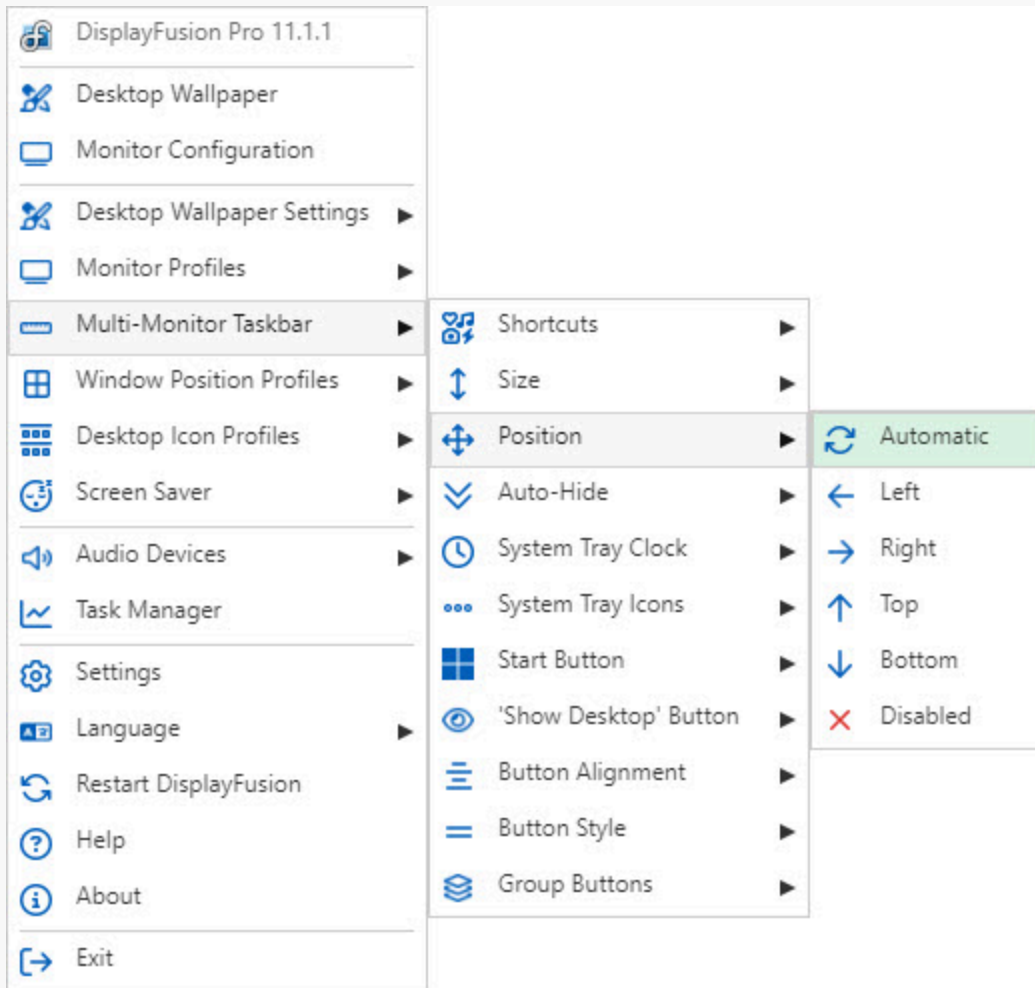 DisplayFusion Pro 11.1.1
Desktop Wallpaper
Monitor Configuration
Desktop Wallpaper Settings
Monitor Profiles
Multi-Monitor Taskbar
Window Position Profiles
Desktop Icon Profiles
Screen Saver
Audio Devices
Task Manager
Settings
Language
Restart DisplayFusion
Help
About
Exit
Shortcuts
Size
Position
Auto-Hide
System Tray Clock
System Tray Icons
Start Button
'Show Desktop' Button
Button Alignment
Button Style
Group Buttons
Automatic
Left
Right
Top
Bottom
Disabled